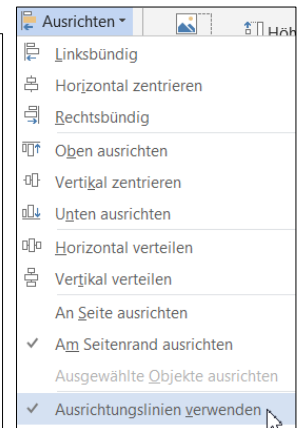 Ausrichten
Höh
Linksbündig
Horizontal zentrieren
Rechtsbündig
Oben ausrichten
Vertikal zentrieren
Unten ausrichten
Horizontal verteilen
Vertikal verteilen
An Seite ausrichten
Am Seitenrand ausrichten
Ausgewählte Objekte ausrichten
Ausrichtungslinien verwenden